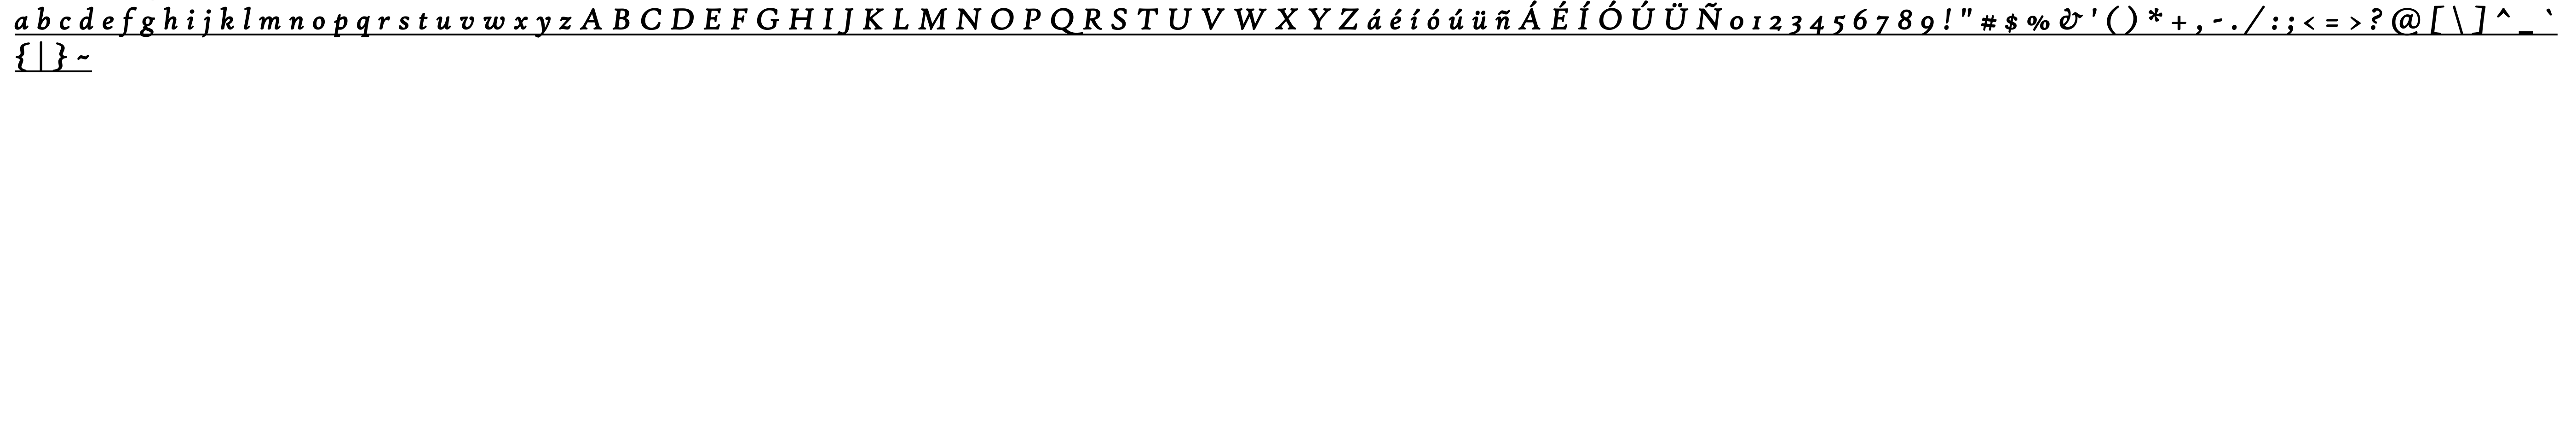 a b c d e f g h i j k l m n o p q r s t u v w x y z A B C D E F G H I J K L M N O P Q R S T U V W X Y Z á é í ó ú ü ñ Á É Í Ó Ú Ü Ñ 0 1 2 3 4 5 6 7 8 9 ! " # $ % & ' ( ) * + , - . / : ; < = > ? @ [ \ ] ^ _ `
{ | } ~